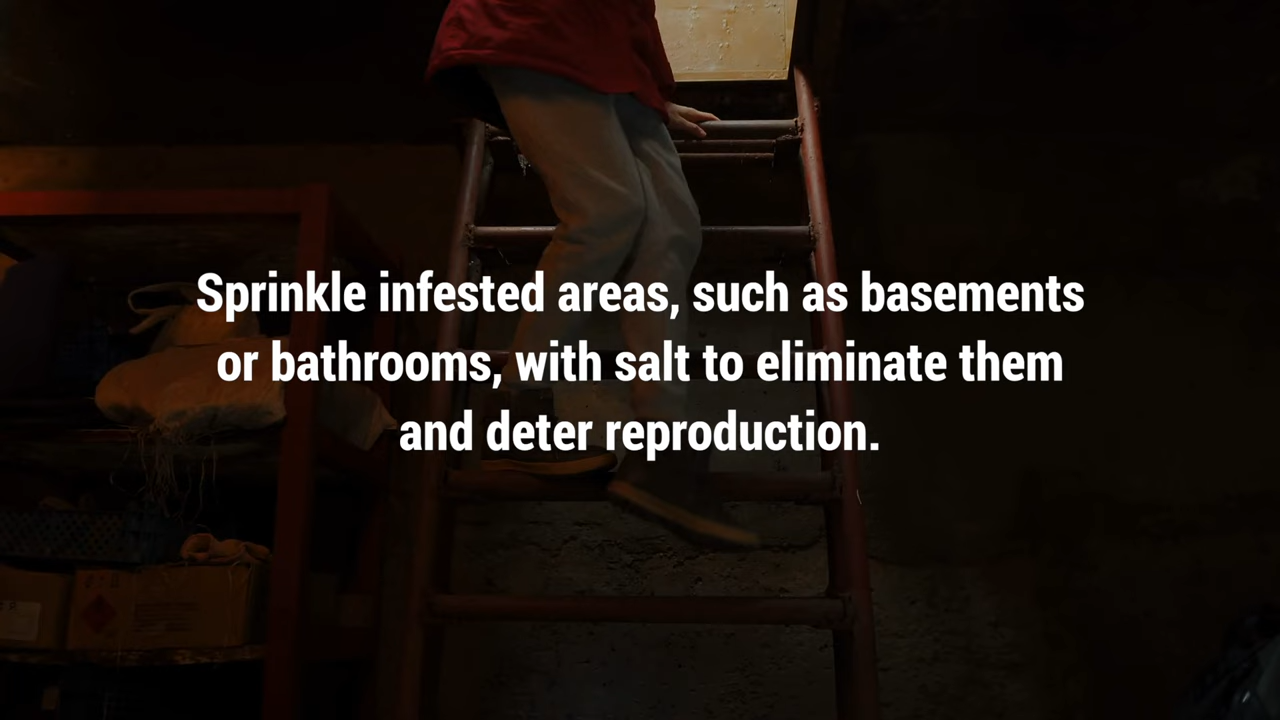 Sprinkle infested areas, such as basements
or bathrooms, with salt to eliminate them
and deter reproduction.